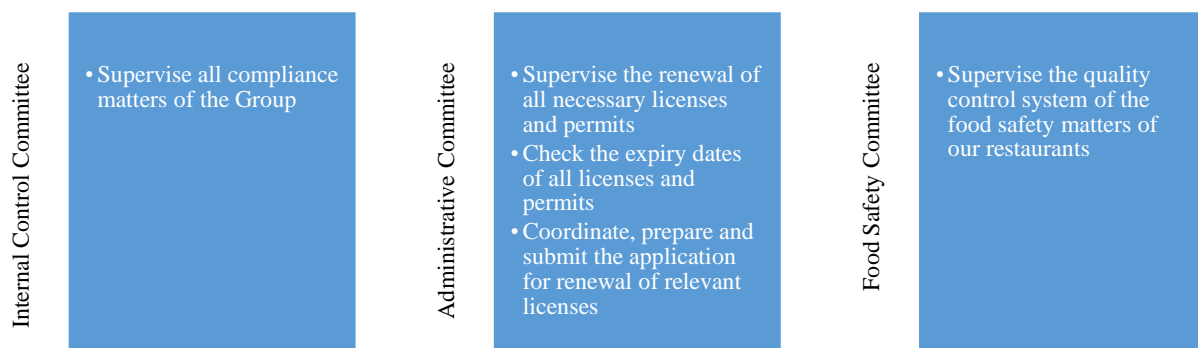 Internal Control Committee
• Supervise all compliance
matters of the Group
Administrative Committee
• Supervise the renewal of
all necessary licenses
and permits
• Check the expiry dates
of all licenses and
permits
• Coordinate, prepare and
submit the application
for renewal of relevant
licenses
Food Safety Committee
• Supervise the quality
control system of the
food safety matters of
our restaurants